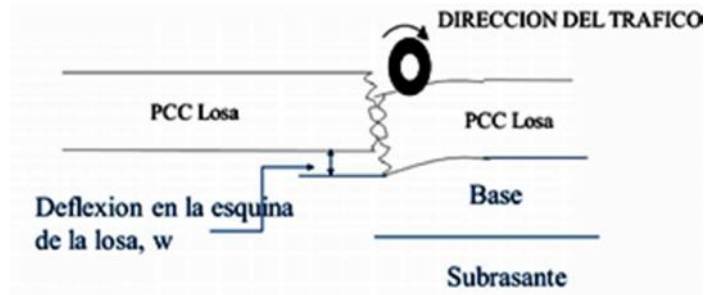 DIRECCION DEL TRAFICO
PCC Losa
PCC Losa
Deflexion en la esquina
de la losa, w
Base
Subrasante